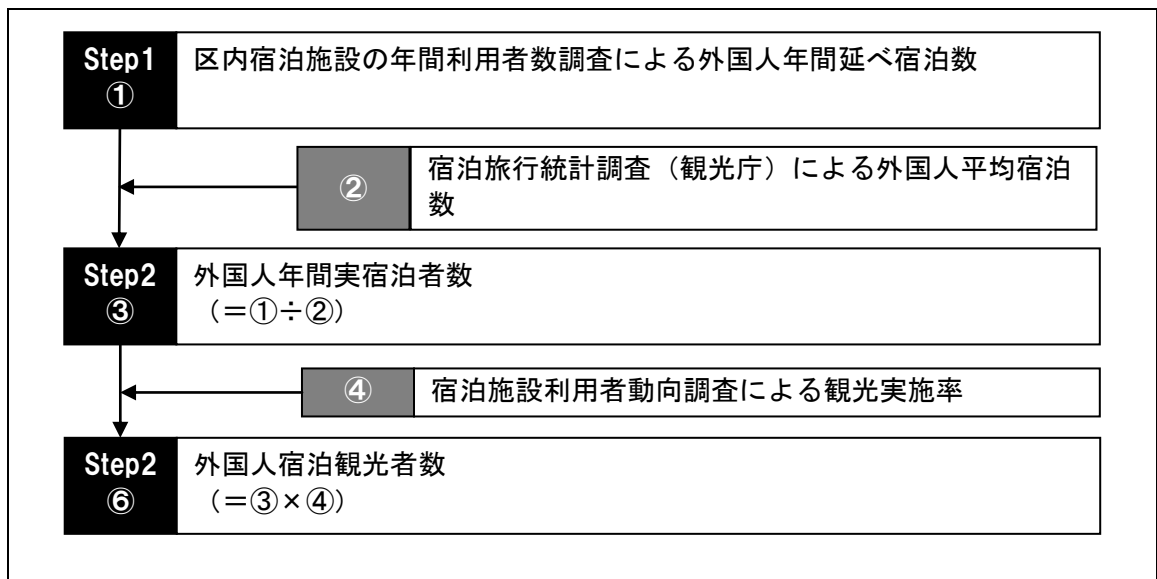 Step1
①
区内宿泊施設の年間利用者数調査による外国人年間延べ宿泊数
②
宿泊旅行統計調査（観光庁）による外国人平均宿泊
数
Step2
③
外国人年間実宿泊者数
（＝①÷②）
④
宿泊施設利用者動向調査による観光実施率
Step2
⑥
外国人宿泊観光者数
（＝③×④）